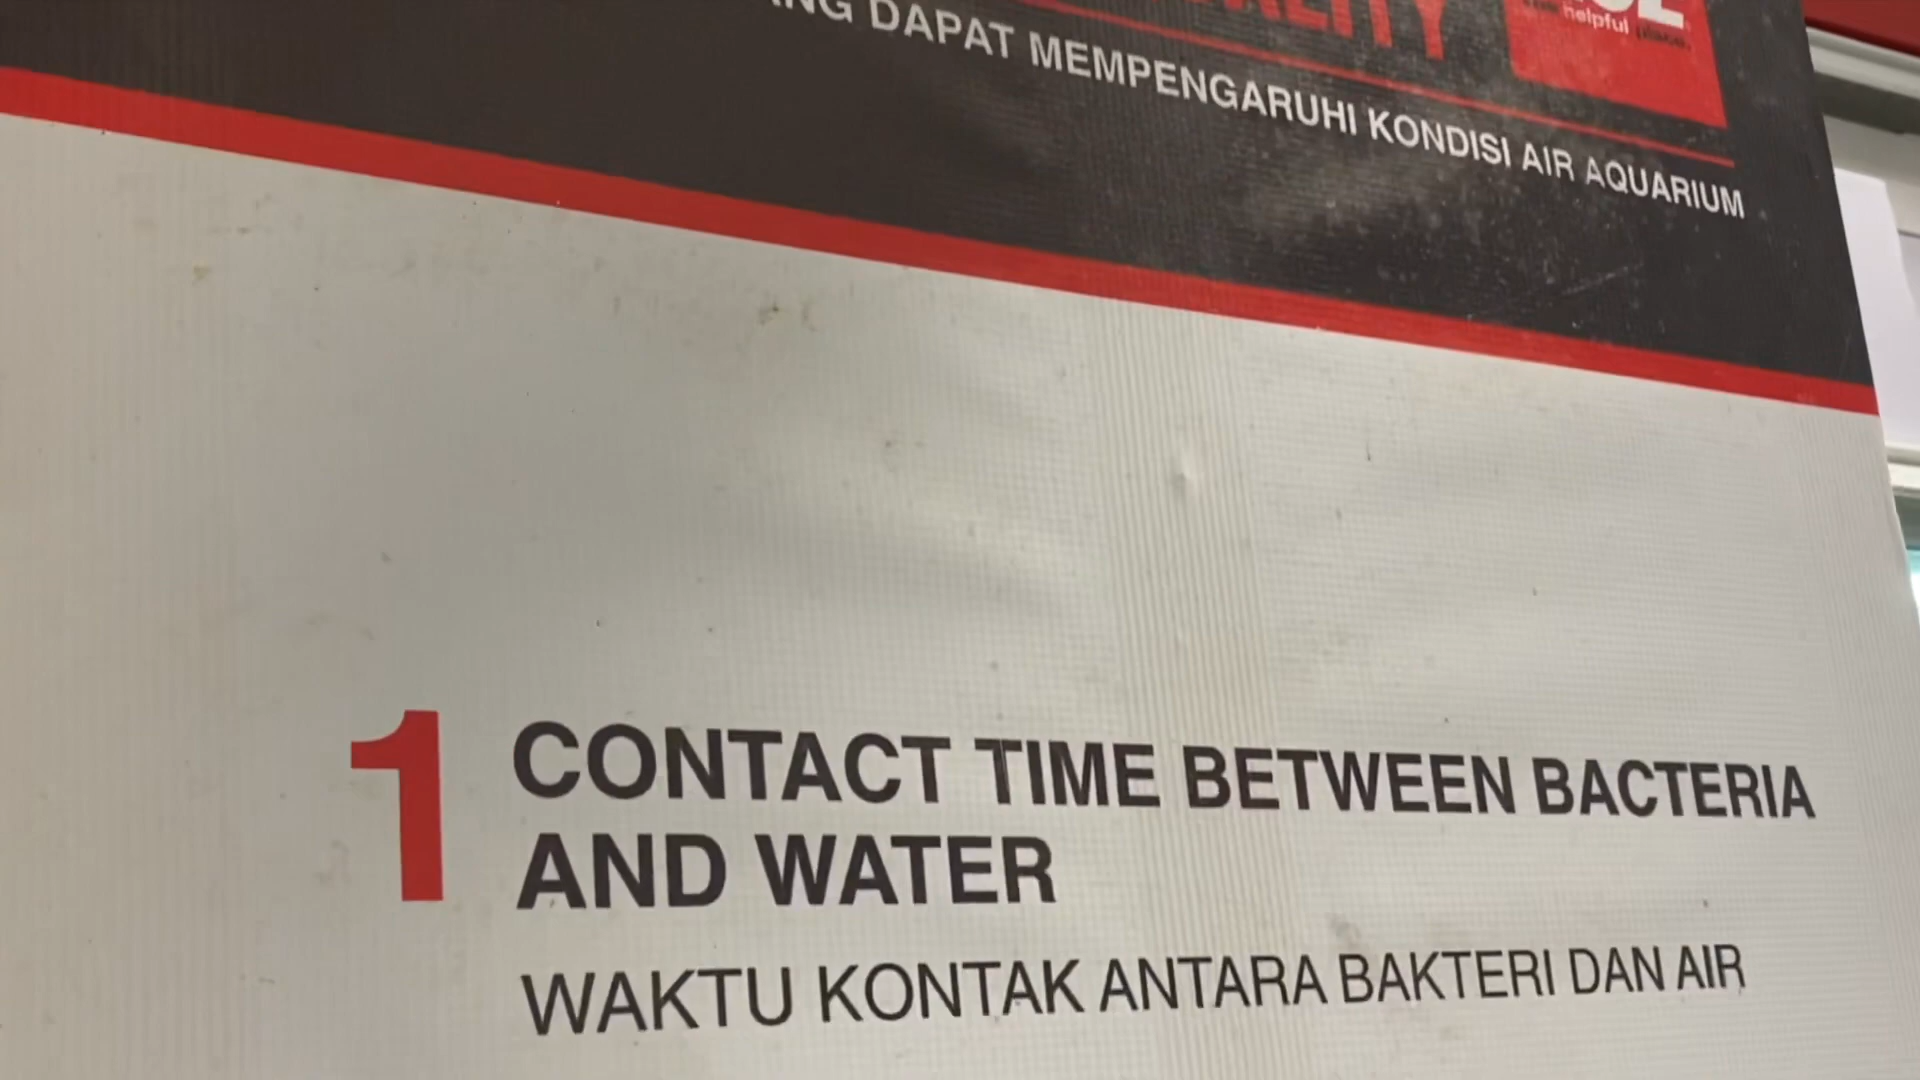 helpful place.
DAPAT MEMPENGARUHI KONDISI AIR AQUARIUM
1 CONTACT TIME BETWEEN BACTERIA
AND WATER
WAKTU KONTAK ANTARA BAKTERI DAN AIR